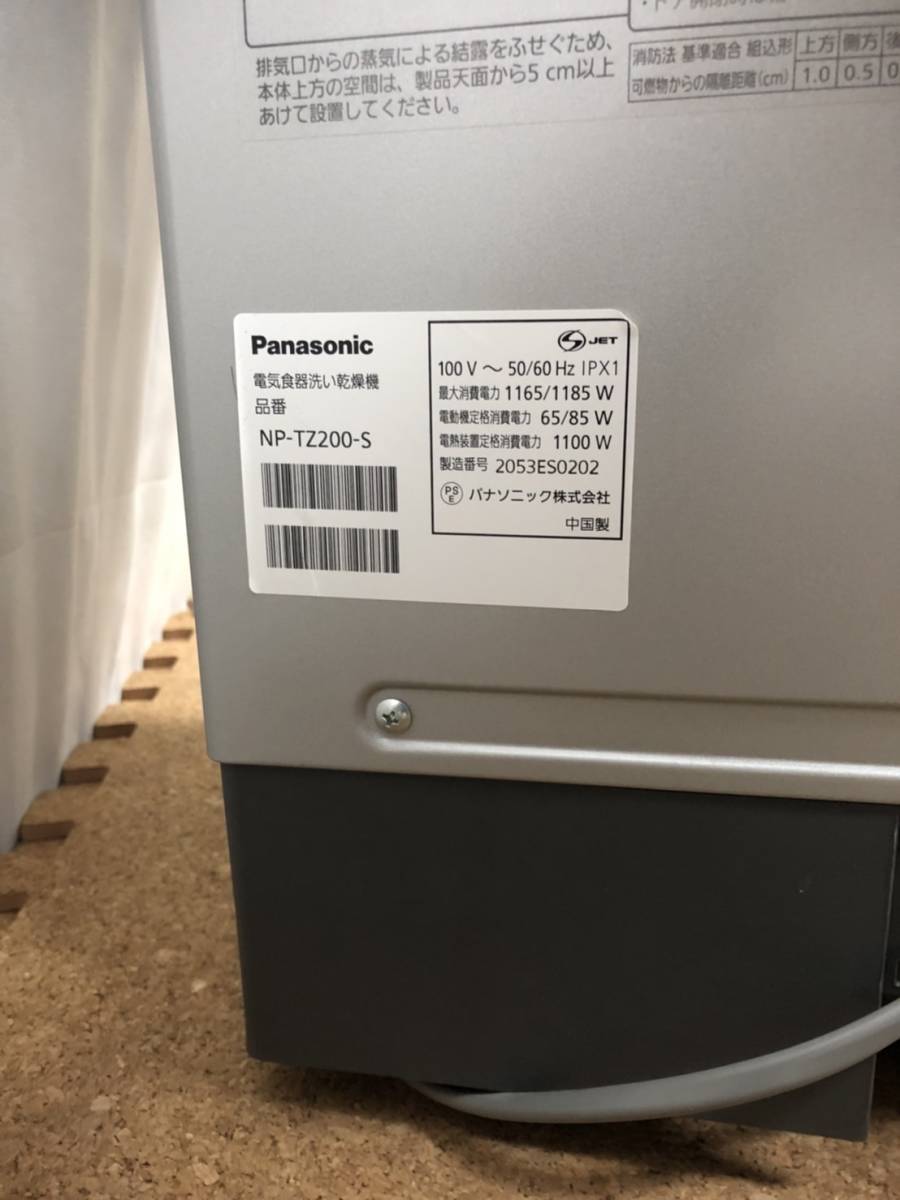 排気口からの蒸気による結露をふせぐため、
本体上方の空間は、製品天面から5 cm以上
あけて設置してください。
消防法 基準適合 組込形 上方 側方
可燃物からの隔離距離(cm) 1.0 0.5
Panasonic
電気食器洗い乾燥機
品番
NP-TZ200-S
JET
100 V ～ 50/60 Hz IPX1
最大消費電力 1165/1185 W
電動機定格消費電力 65/85 W
電熱装置定格消費電力 1100 W
製造番号 2053ES0202
PSE パナソニック株式会社
中国製